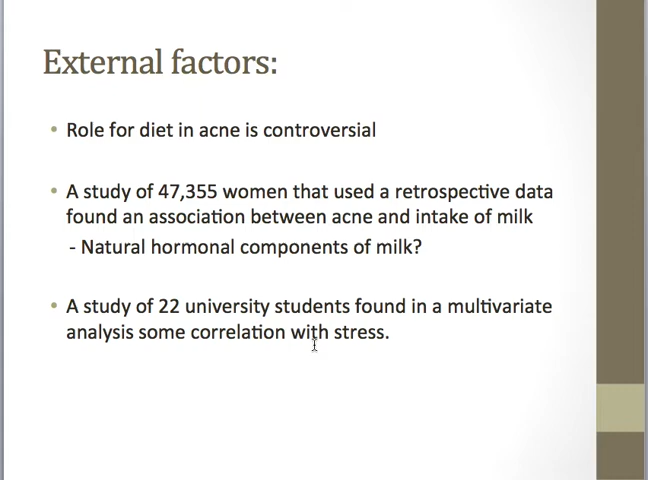 External factors:
• Role for diet in acne is controversial
• A study of 47,355 women that used a retrospective data
found an association between acne and intake of milk
- Natural hormonal components of milk?
• A study of 22 university students found in a multivariate
analysis some correlation with stress.